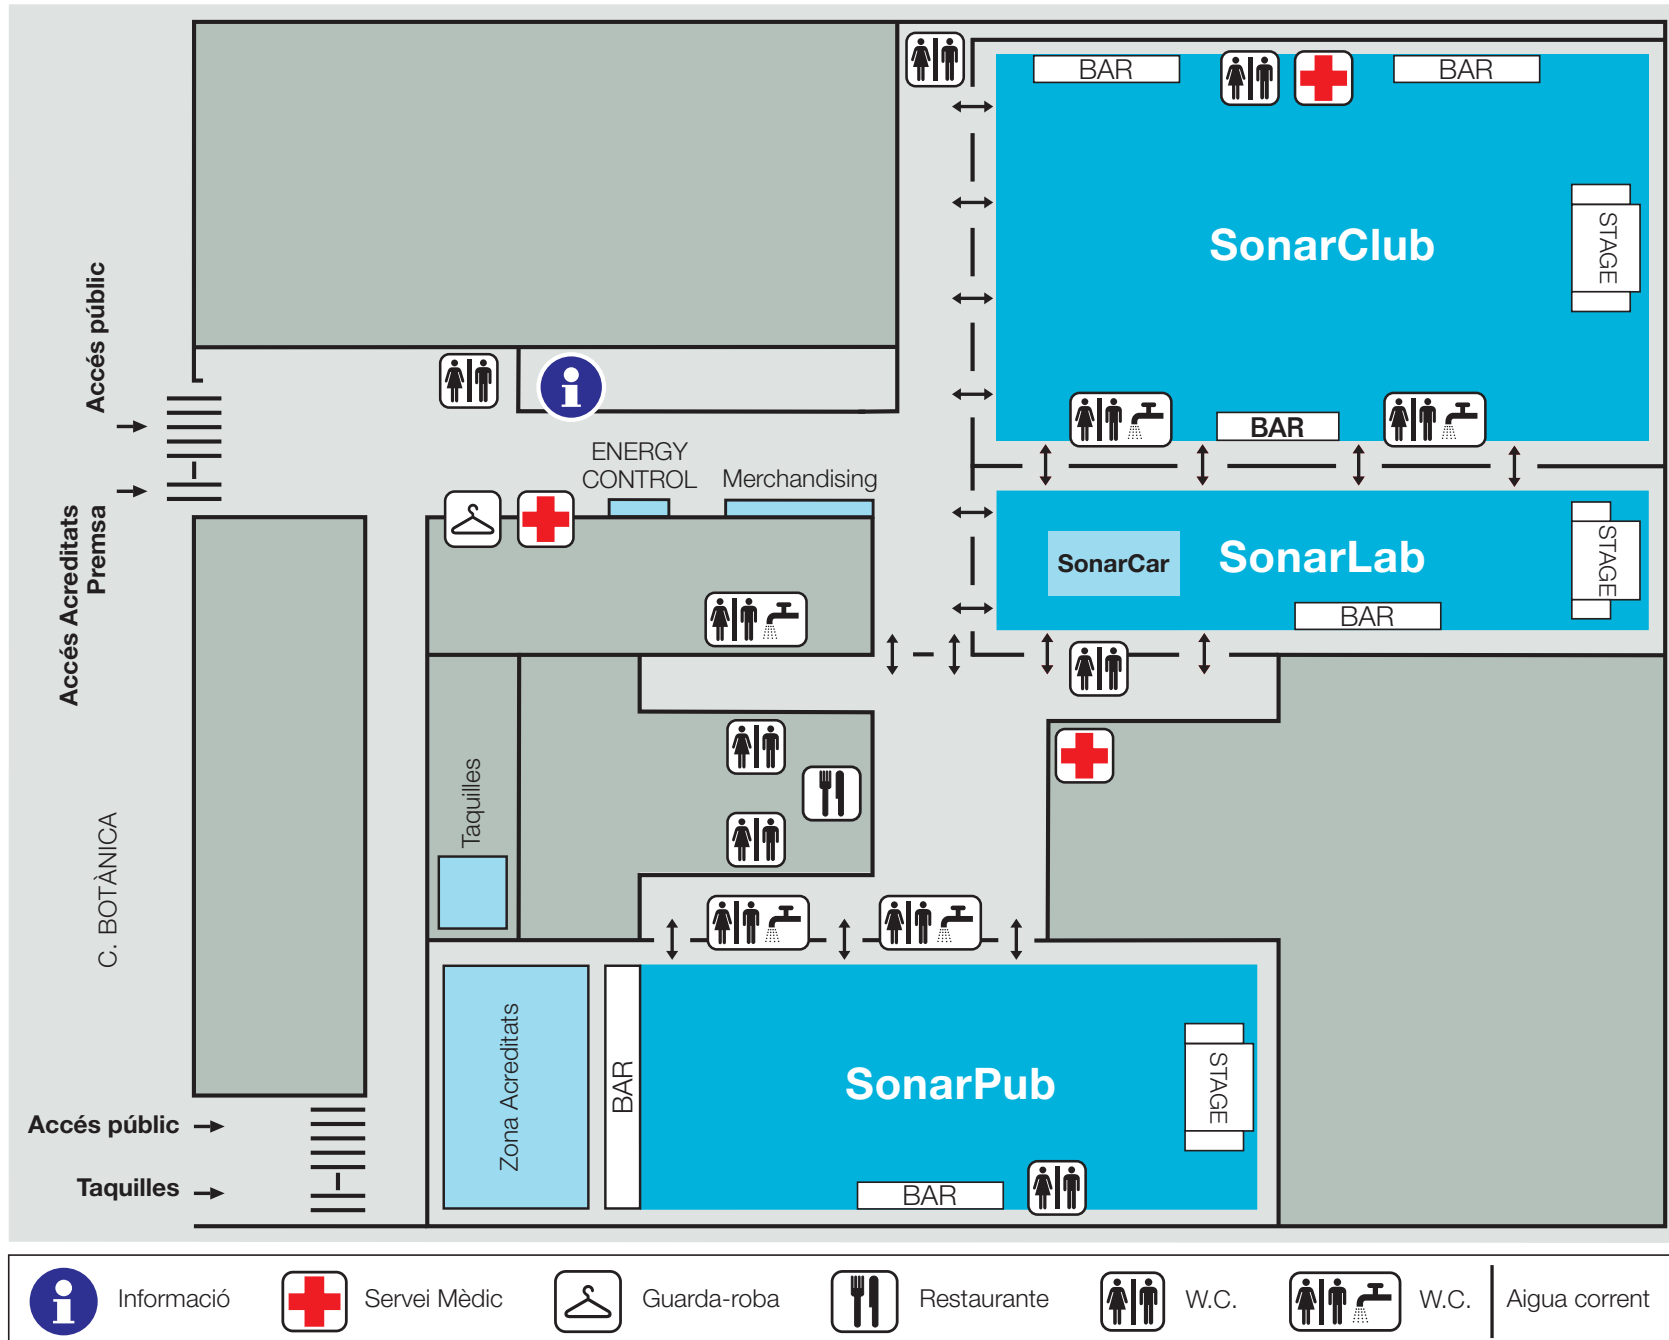 BAR
BAR
SonarClub
STAGE
Accés públic
BAR
ENERGY
CONTROL
Merchandising
Accés Acreditats
Premsa
SonarCar
SonarLab
STAGE
BAR
Taquilles
C. BOTÀNICA
Zona Acreditats
BAR
SonarPub
STAGE
Accés públic
Taquilles
BAR
Informació
Servei Mèdic
Guarda-roba
Restaurante
W.C.
W.C.
Aigua corrent